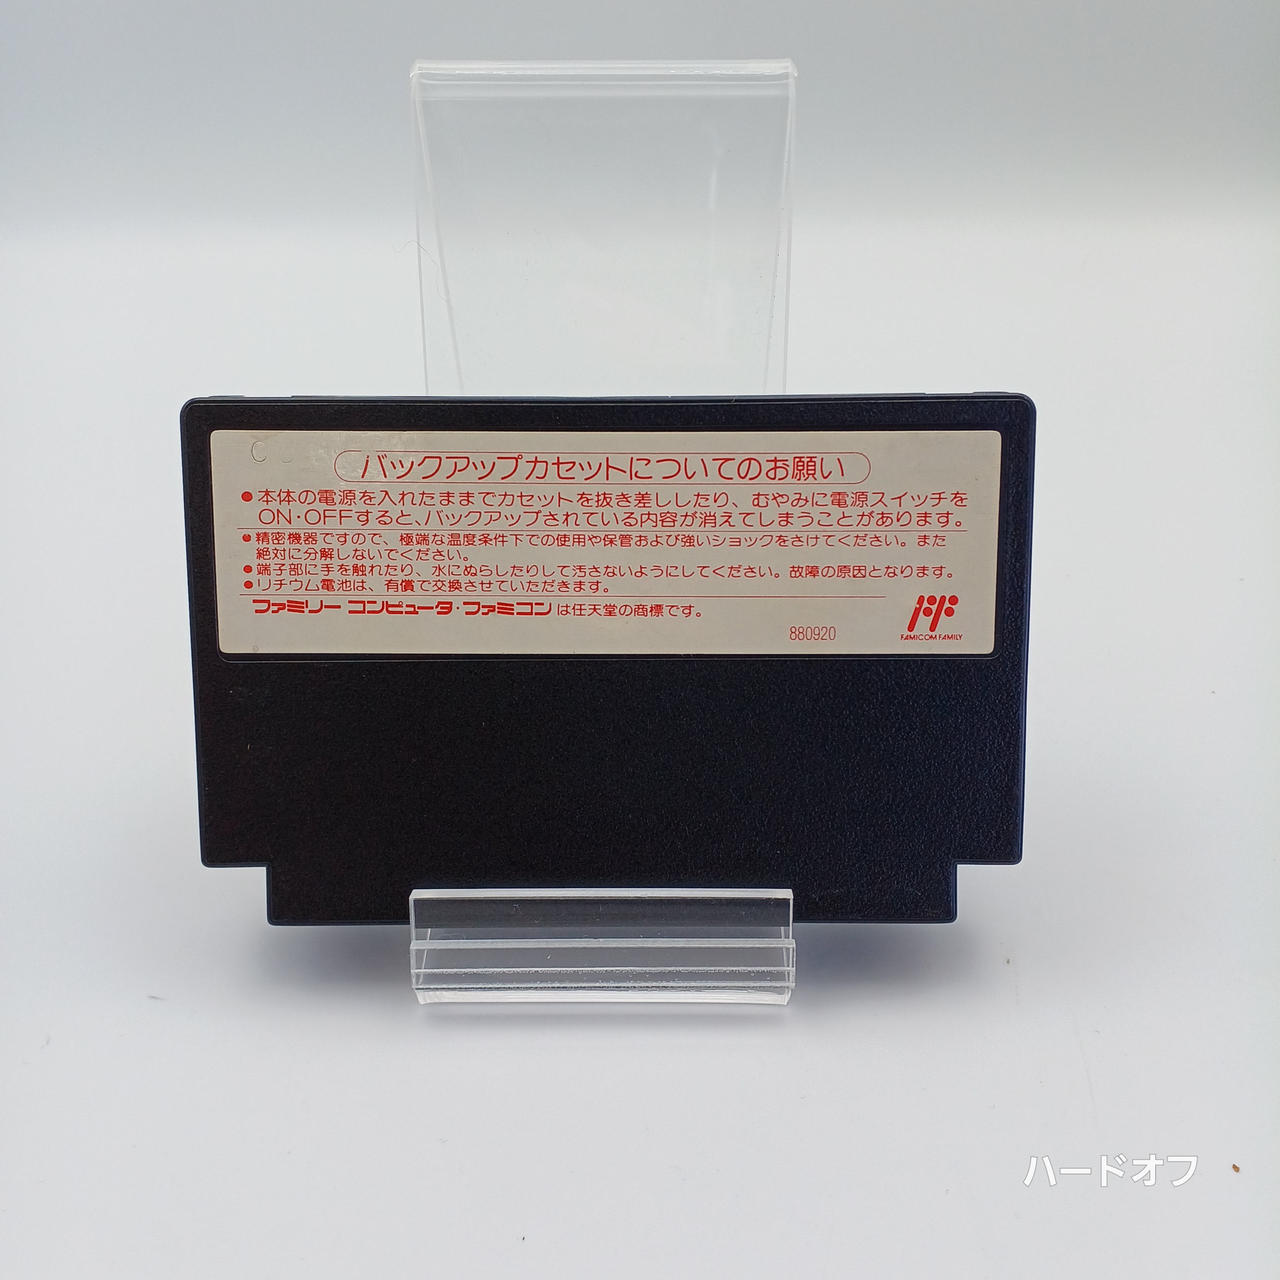 バックアップカセットについてのお願い
●本体の電源を入れたままでカセットを抜き差ししたり、むやみに電源スイッチを
ON・OFFすると、バックアップされている内容が消えてしまうことがあります。
●精密機器ですので、極端な温度条件下での使用や保管および強いショックをさけてください。また
絶対に分解しないでください。
●端子部に手を触れたり、水にぬらしたりして汚さないようにしてください。故障の原因となります。
●リチウム電池は、有償で交換させていただきます。
ファミリー コンピュータ・ファミコンは任天堂の商標です。
880920
FAMICOM FAMILY
ハードオフ